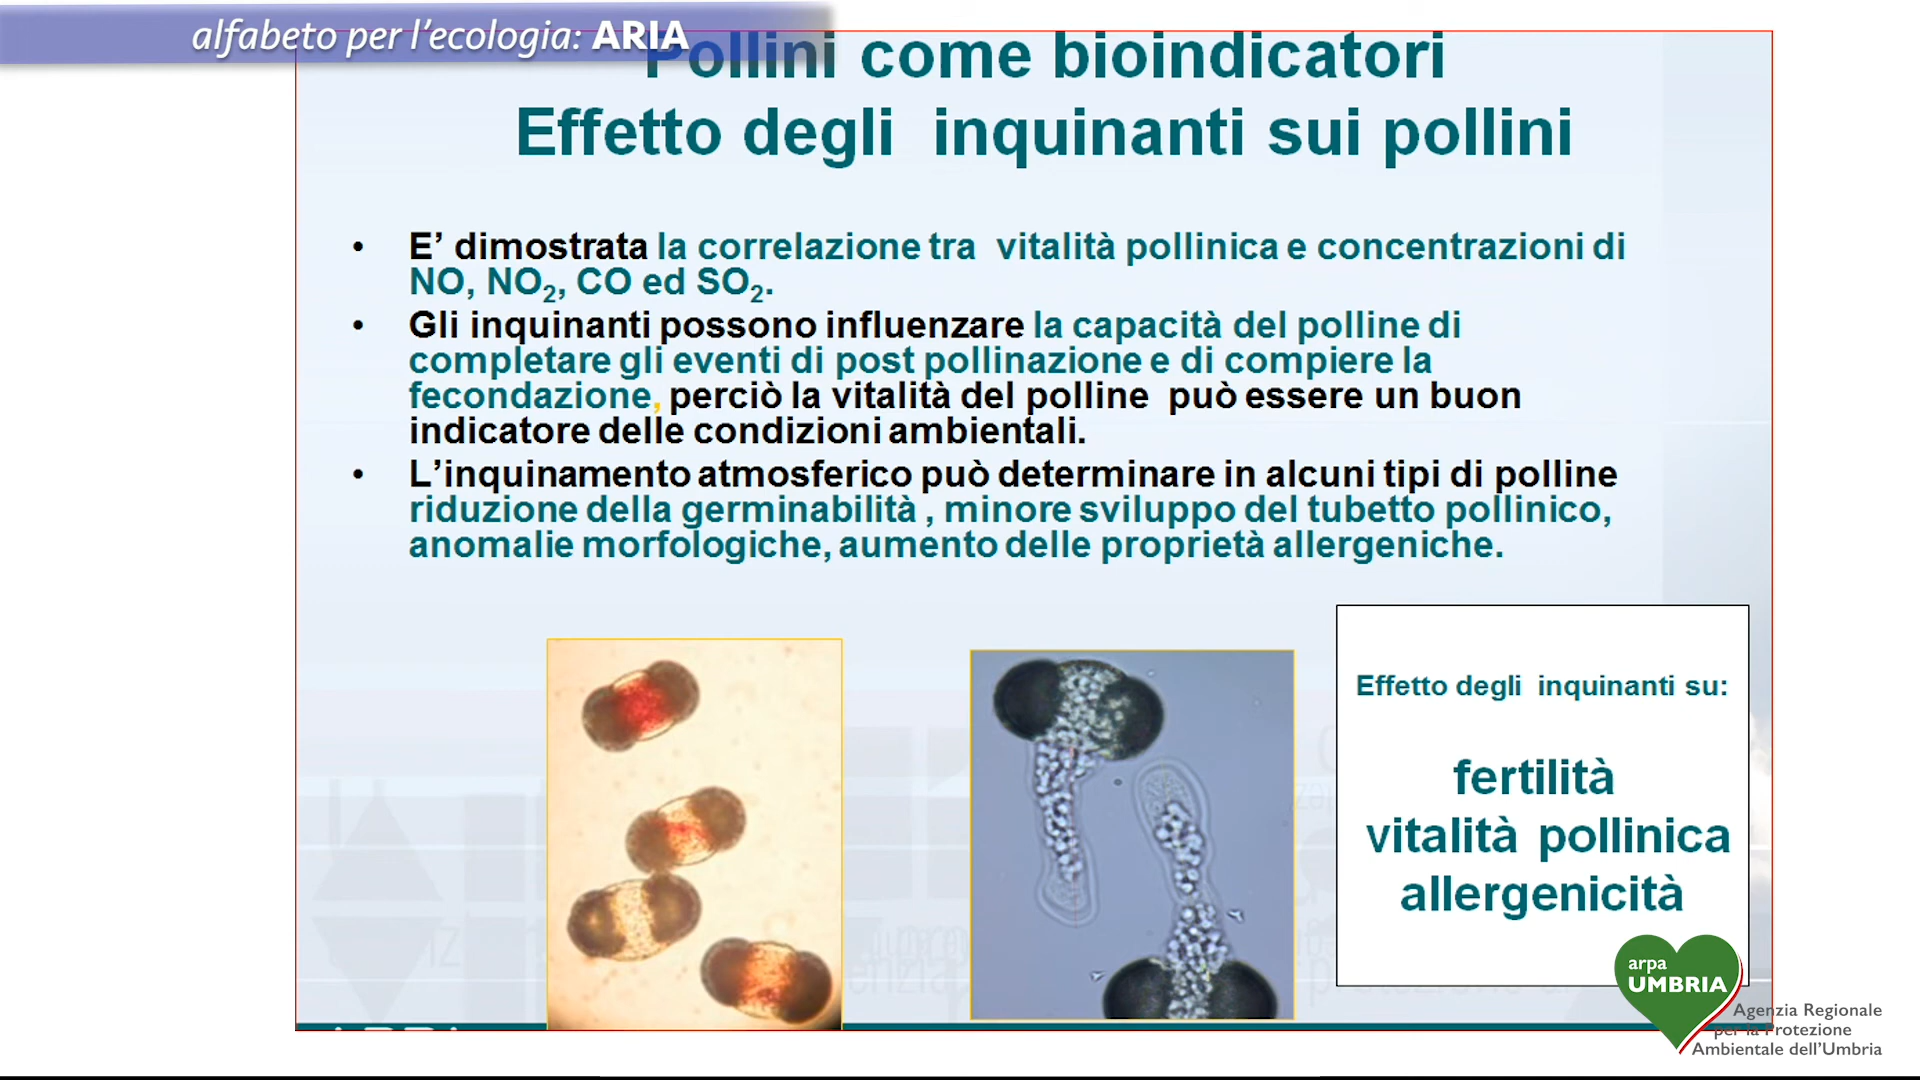 alfabeto per l'ecologia: ARIA
Pollini come bioindicatori
Effetto degli inquinanti sui pollini
• E' dimostrata la correlazione tra vitalità pollinica e concentrazioni di
NO, NO₂, CO ed SO₂.
• Gli inquinanti possono influenzare la capacità del polline di
completare gli eventi di post pollinazione e di compiere la
fecondazione, perciò la vitalità del polline può essere un buon
indicatore delle condizioni ambientali.
• L'inquinamento atmosferico può determinare in alcuni tipi di polline
riduzione della germinabilità , minore sviluppo del tubetto pollinico,
anomalie morfologiche, aumento delle proprietà allergeniche.
Effetto degli inquinanti su:
fertilità
vitalità pollinica
allergenicità
arpa
UMBRIA
Agenzia Regionale
per la Protezione
Ambientale dell'Umbria